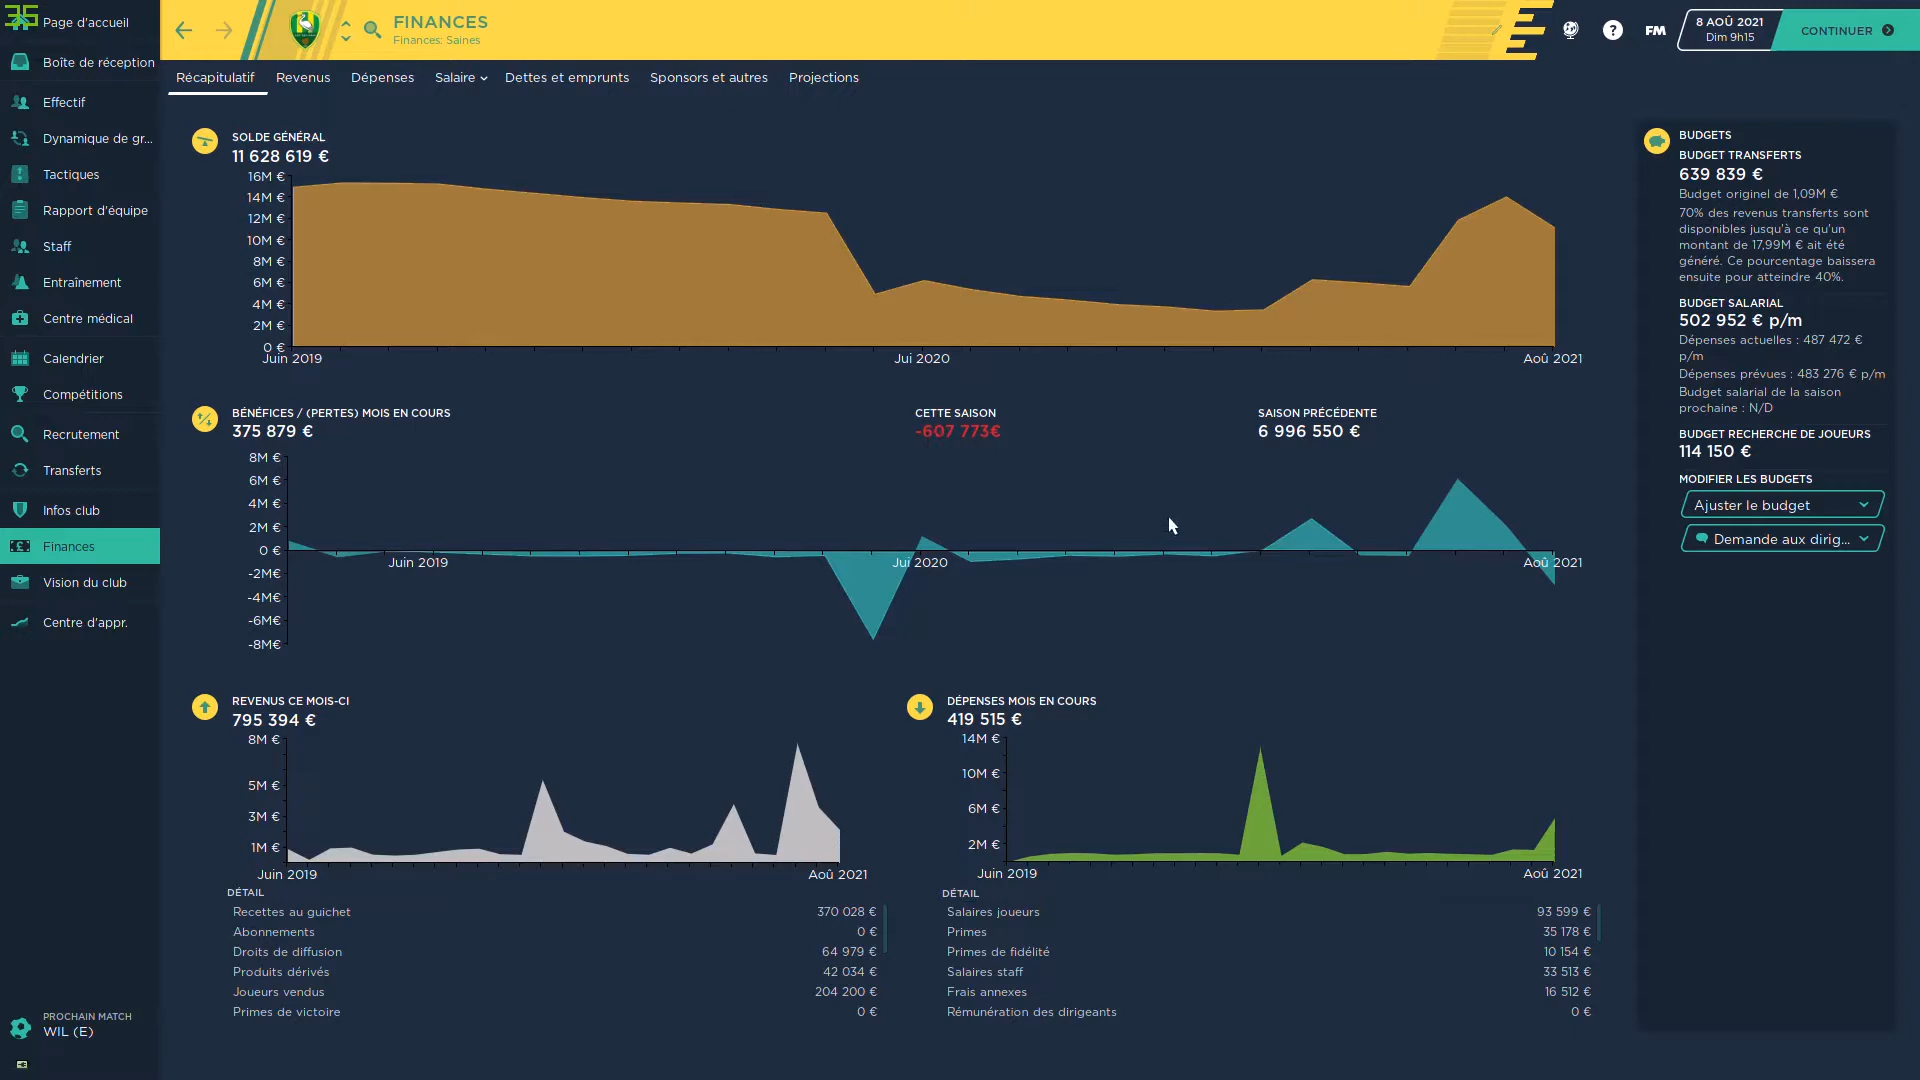 Page d'accueil
Boîte de réception
Effectif
Dynamique de gr...
Tactiques
Rapport d'équipe
Staff
Entraînement
Centre médical
Calendrier
Compétitions
Recrutement
Transferts
Infos club
Finances
Vision du club
Centre d'appr.
PROCHAIN MATCH
WIL (E)
FINANCES
Finances: Saines
?
FM
8 AOÛ 2021
Dim 9h15
CONTINUER
Récapitulatif
Revenus
Dépenses
Salaire
Dettes et emprunts
Sponsors et autres
Projections
SOLDE GÉNÉRAL
11 628 619 €
16M €
14M €
12M €
10M €
8M €
6M €
4M €
2M €
0 €
Juin 2019
Jui 2020
Aoû 2021
BÉNÉFICES / (PERTES) MOIS EN COURS
375 879 €
CETTE SAISON
-607 773€
SAISON PRÉCÉDENTE
6 996 550 €
8M €
6M €
4M €
2M €
0 €
-2M€
-4M€
-6M€
-8M€
Juin 2019
Jui 2020
Aoû 2021
REVENUS CE MOIS-CI
795 394 €
8M €
5M €
3M €
1M €
Juin 2019
Aoû 2021
DÉTAIL
Recettes au guichet 370 028 €
Abonnements 0 €
Droits de diffusion 64 979 €
Produits dérivés 42 034 €
Joueurs vendus 204 200 €
Primes de victoire 0 €
DÉPENSES MOIS EN COURS
419 515 €
14M €
10M €
6M €
2M €
Juin 2019
Aoû 2021
DÉTAIL
Salaires joueurs 93 599 €
Primes 35 178 €
Primes de fidélité 10 154 €
Salaires staff 33 513 €
Frais annexes 16 512 €
Rémunération des dirigeants 0 €
BUDGETS
BUDGET TRANSFERTS
639 839 €
Budget originel de 1,09M €
70% des revenus transferts sont
disponibles jusqu'à ce qu'un
montant de 17,99M € ait été
généré. Ce pourcentage baissera
ensuite pour atteindre 40%.
BUDGET SALARIAL
502 952 € p/m
Dépenses actuelles : 487 472 €
p/m
Dépenses prévues : 483 276 € p/m
Budget salarial de la saison
prochaine : N/D
BUDGET RECHERCHE DE JOUEURS
114 150 €
MODIFIER LES BUDGETS
Ajuster le budget
Demande aux dirig...